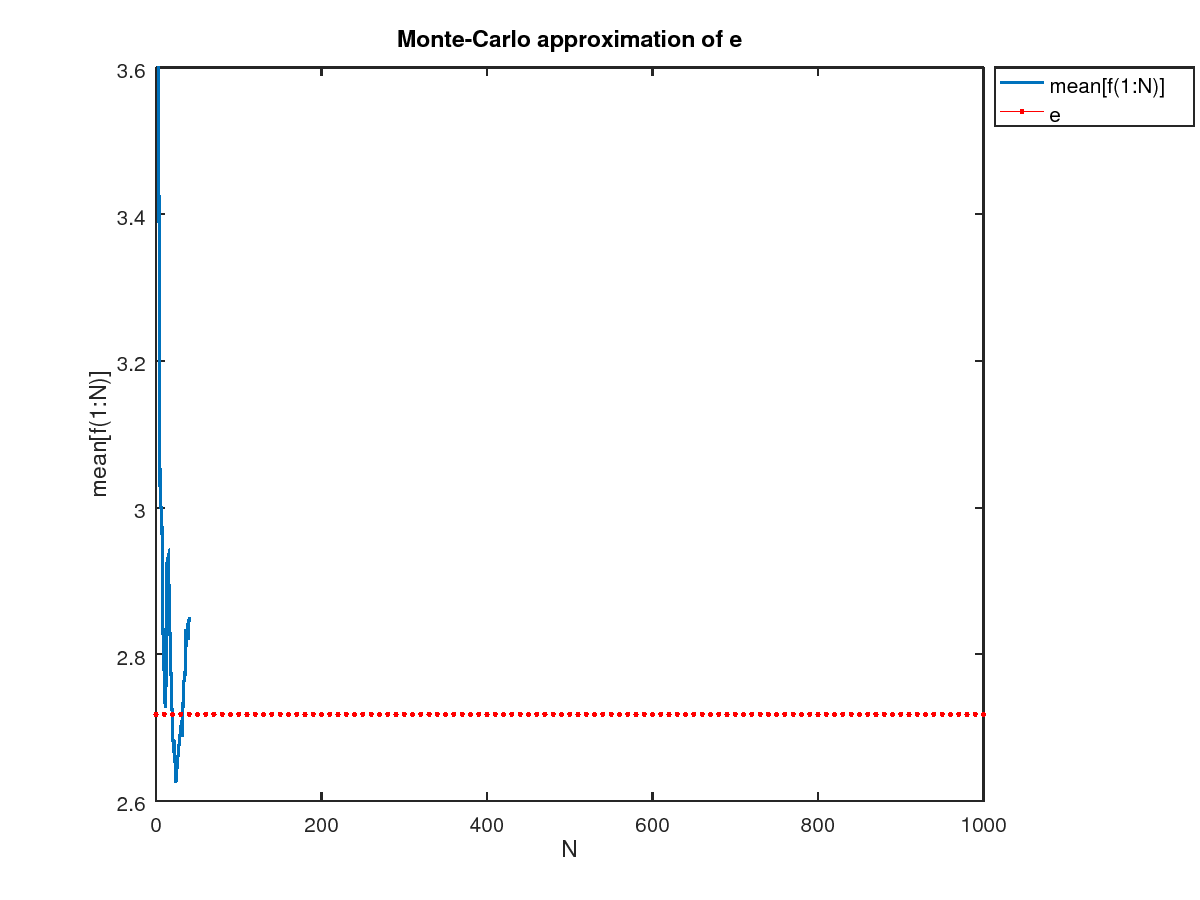 Monte-Carlo approximation of e
3.6
3.4
3.2
3
2.8
2.6
mean[f(1:N)]
0 200 400 600 800 1000
N
mean[f(1:N)]
e